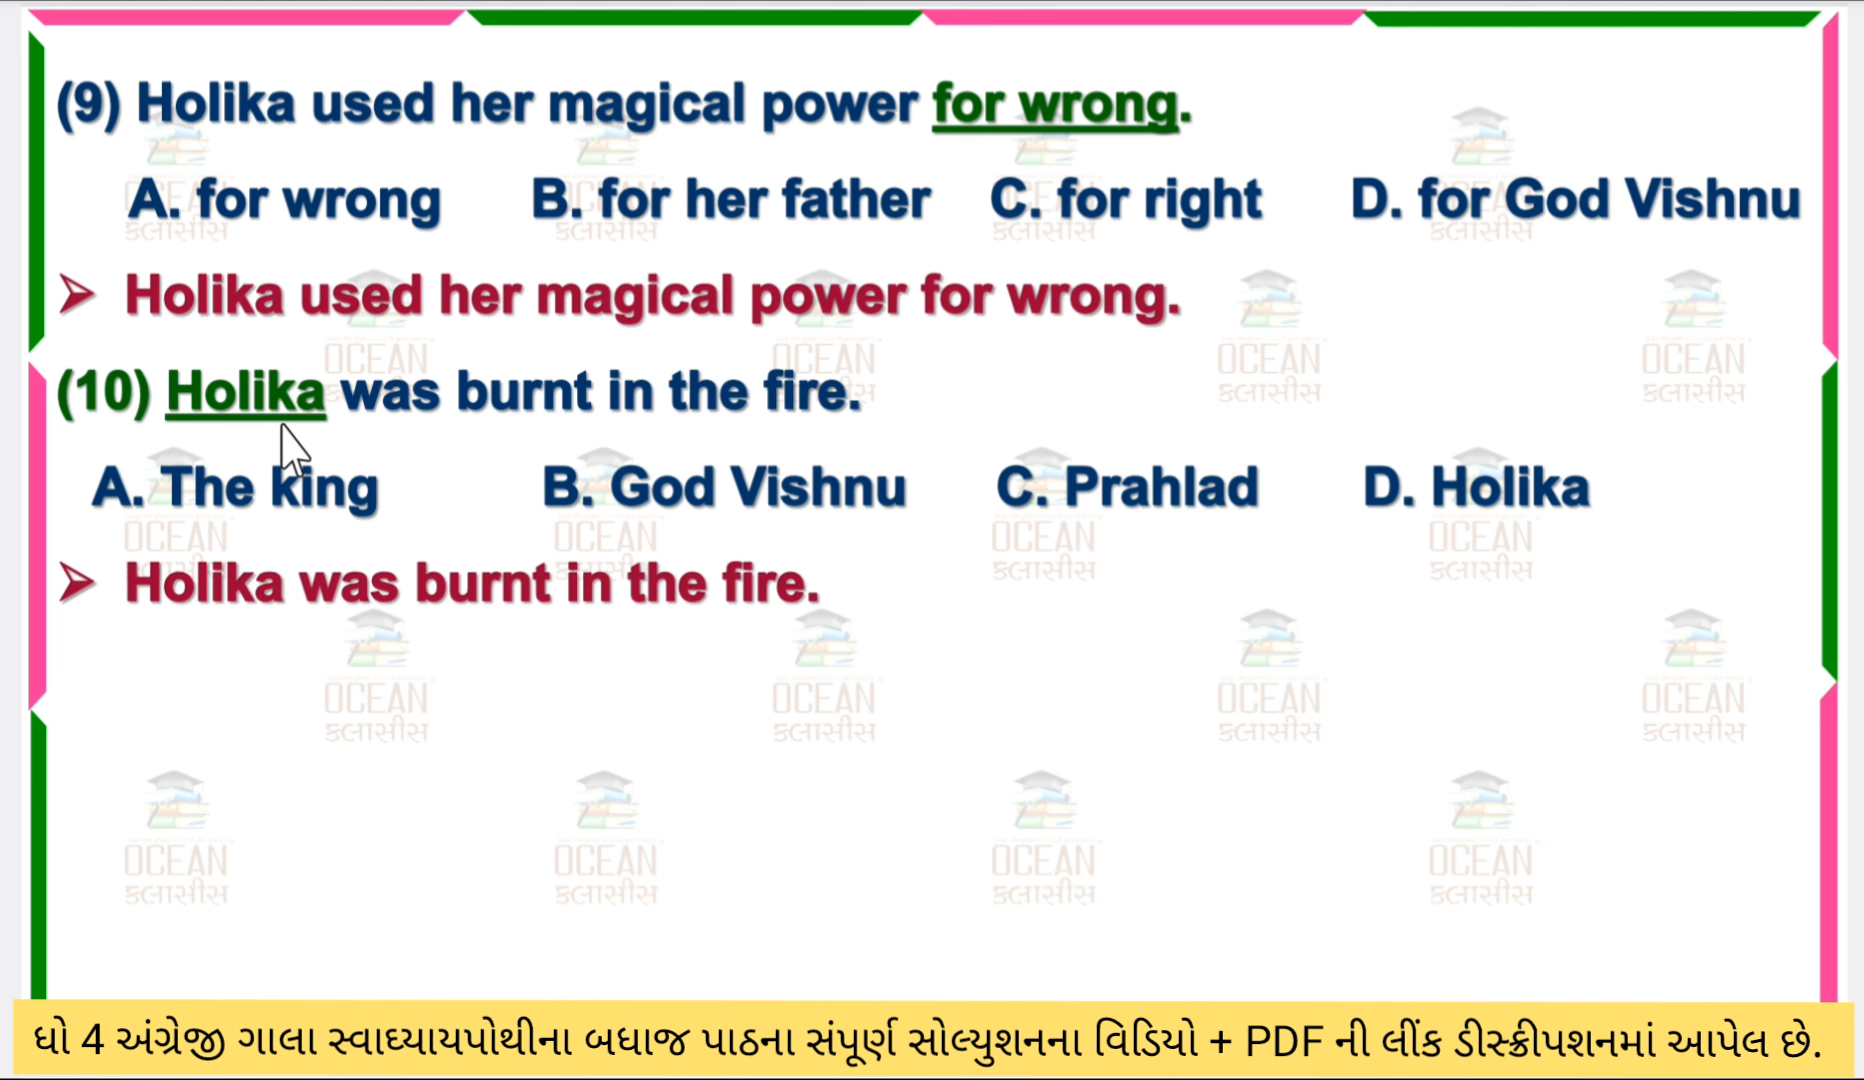 (9) Holika used her magical power for wrong.
A. for wrong B. for her father C. for right D. for God Vishnu
➢ Holika used her magical power for wrong.
(10) Holika was burnt in the fire.
A. The king B. God Vishnu C. Prahlad D. Holika
➢ Holika was burnt in the fire.
OCEAN
ક્લાસીસ
ધો 4 અંગ્રેજી ગાલા સ્વાધ્યાયપોથીના બધાજ પાઠના સંપૂર્ણ સોલ્યુશનના વિડિયો + PDF ની લીંક ડીસ્ક્રીપશનમાં આપેલ છે.